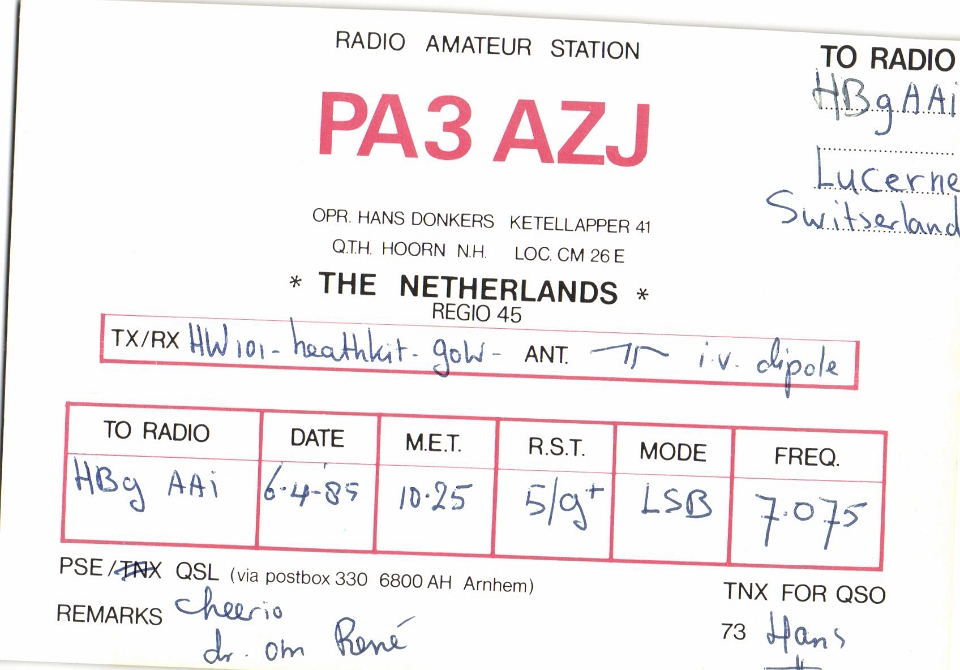 RADIO AMATEUR STATION
TO RADIO
HBgAAi
PA3 AZJ
Lucerne
Switserland
OPR. HANS DONKERS KETELLAPPER 41
Q.T.H. HOORN N.H. LOC. CM 26 E
* THE NETHERLANDS *
REGIO 45
TX/RX HW101-heathkit-90W- ANT. i.v. dipole
TO RADIO DATE M.E.T. R.S.T. MODE FREQ.
HBg AAi 6-4-85 10.25 5/9+ LSB 7.075
PSE/TNX QSL (via postbox 330 6800 AH Arnhem)
TNX FOR QSO
REMARKS cheerio
dr. om René
73 Hans